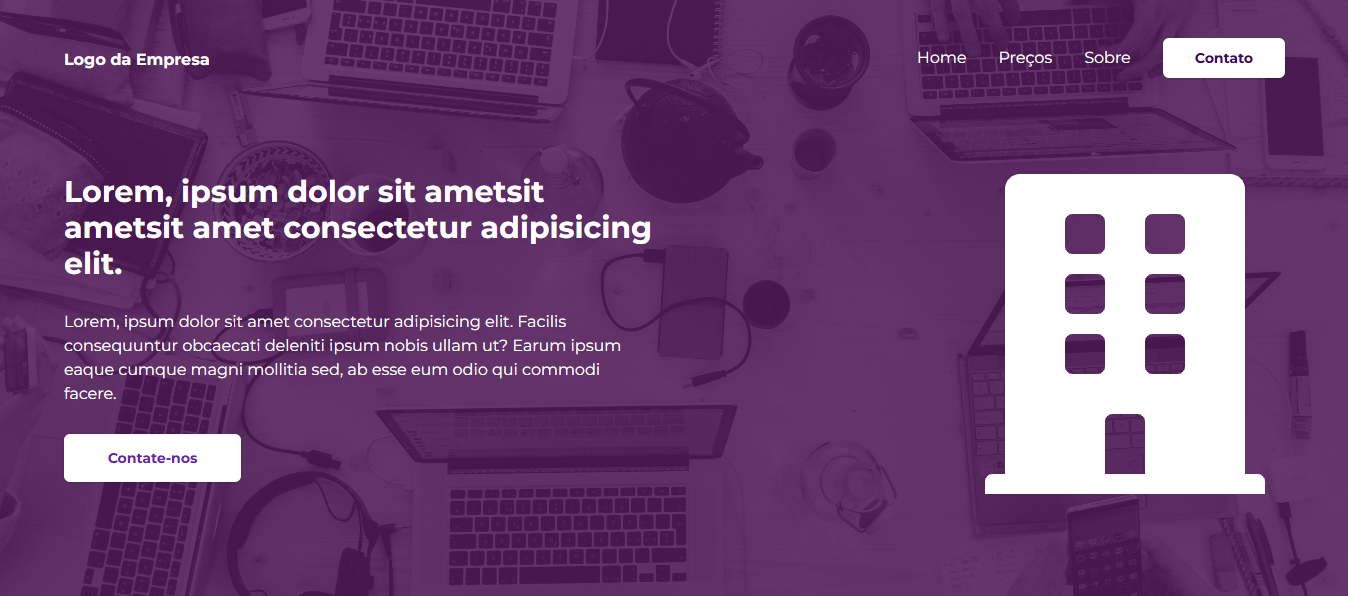 Logo da Empresa
Home Preços Sobre Contato
Lorem, ipsum dolor sit ametsit
ametsit amet consectetur adipisicing
elit.
Lorem, ipsum dolor sit amet consectetur adipisicing elit. Facilis
consequuntur obcaecati deleniti ipsum nobis ullam ut? Earum ipsum
eaque cumque magni mollitia sed, ab esse eum odio qui commodi
facere.
Contate-nos